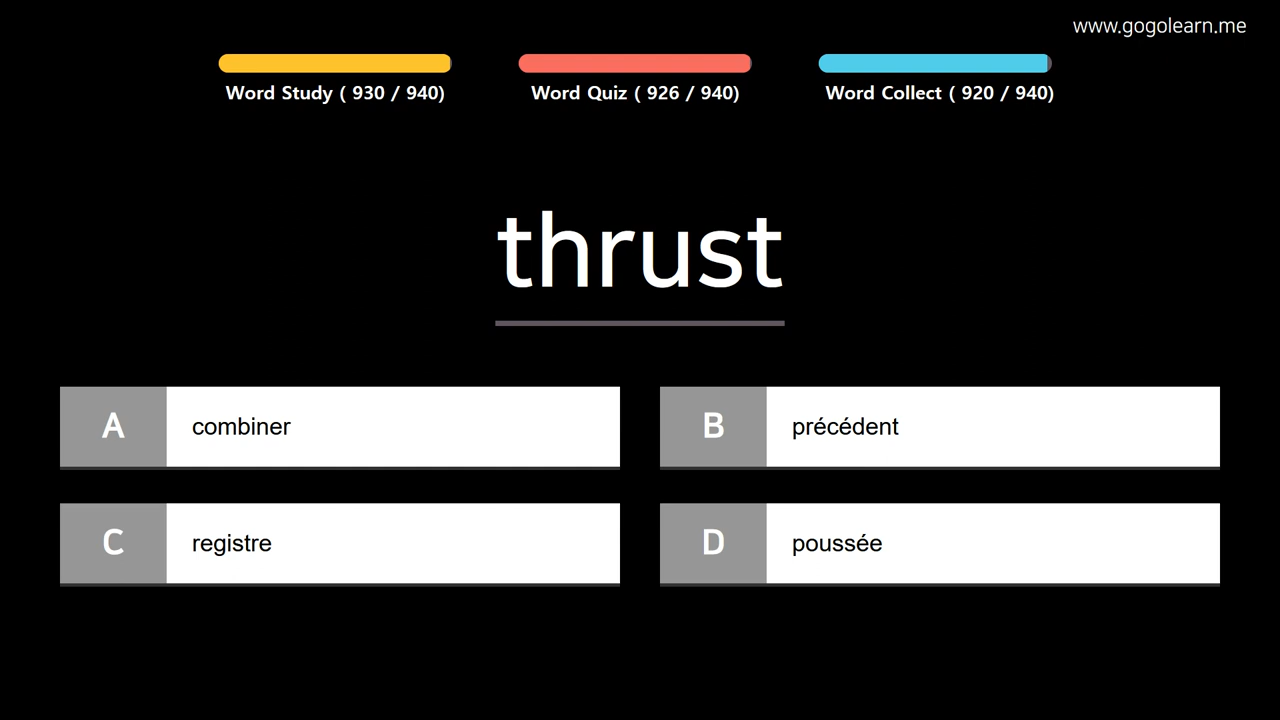 www.gogolearn.me
Word Study ( 930 / 940)
Word Quiz ( 926 / 940)
Word Collect ( 920 / 940)
thrust
A combiner
B précédent
C registre
D poussée